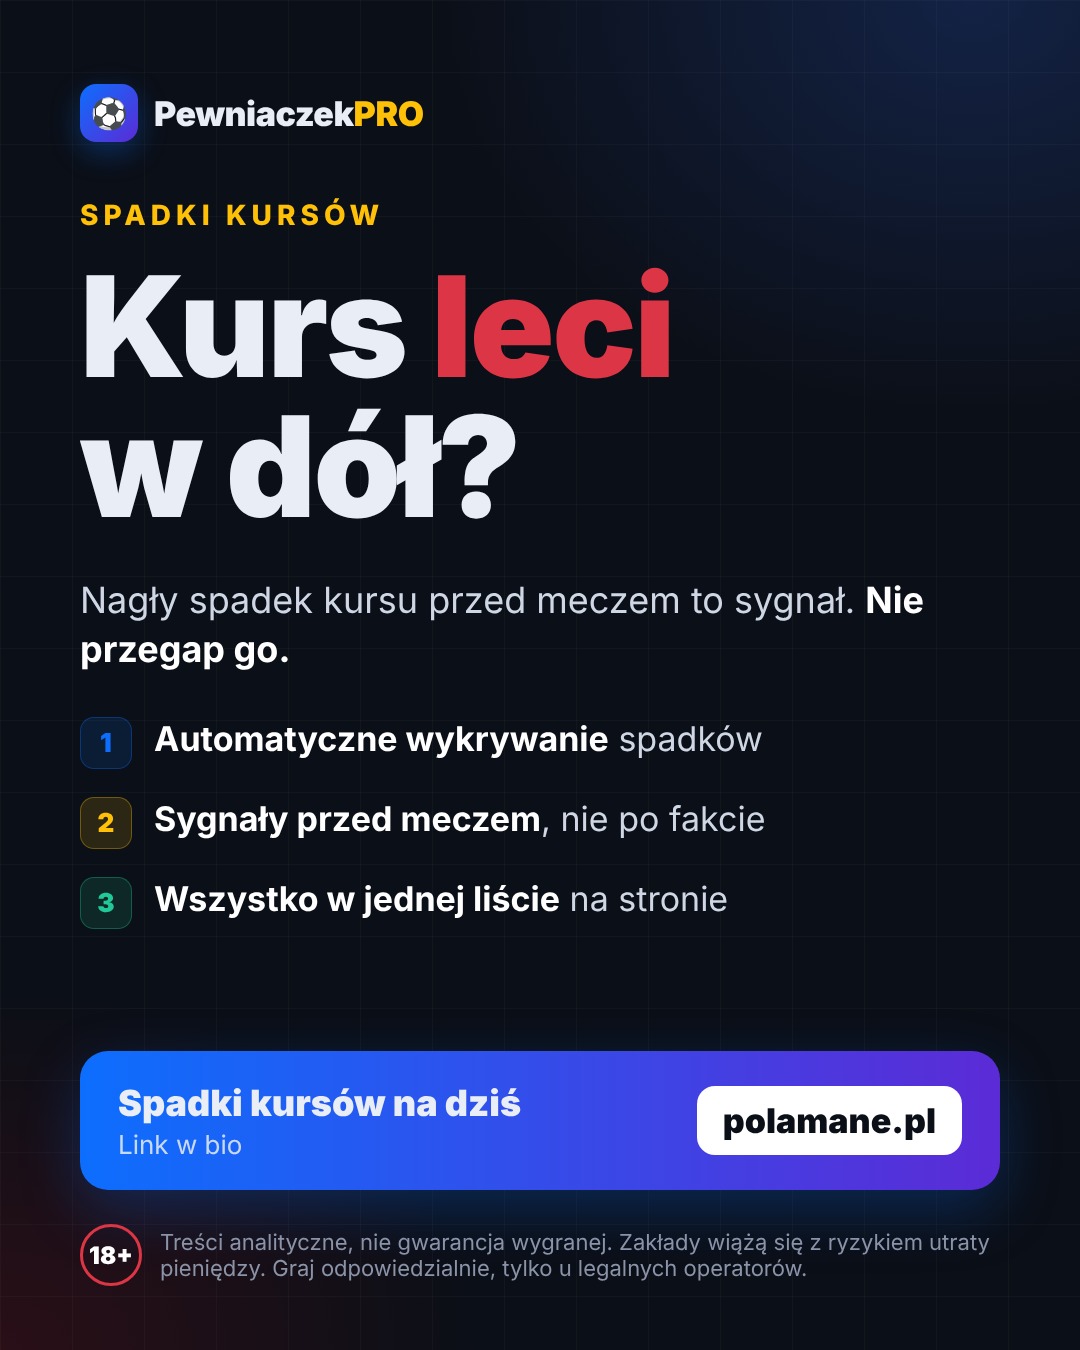 PewniaczekPRO
SPADKI KURSÓW
Kurs leci
w dół?
Nagły spadek kursu przed meczem to sygnał. Nie
przegap go.
1 Automatyczne wykrywanie spadków
2 Sygnały przed meczem, nie po fakcie
3 Wszystko w jednej liście na stronie
Spadki kursów na dziś
Link w bio
polamane.pl
18+
Treści analityczne, nie gwarancja wygranej. Zakłady wiążą się z ryzykiem utraty
pieniędzy. Graj odpowiedzialnie, tylko u legalnych operatorów.